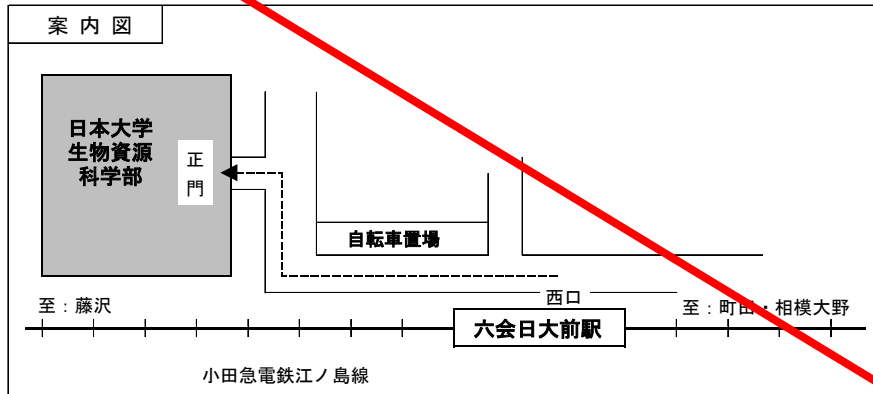 案内図
日本大学
生物資源
科学部
正
門
自転車置場
西口
至：藤沢
至：町田・相模大野
六会日大前駅
小田急電鉄江ノ島線